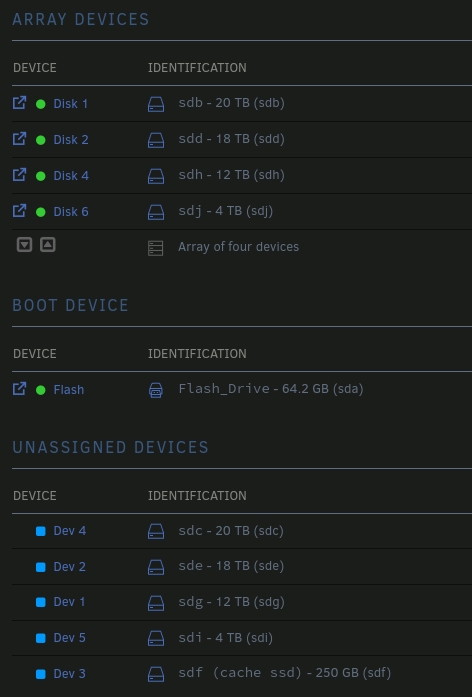 ARRAY DEVICES
DEVICE IDENTIFICATION
Disk 1 sdb - 20 TB (sdb)
Disk 2 sdd - 18 TB (sdd)
Disk 4 sdh - 12 TB (sdh)
Disk 6 sdj - 4 TB (sdj)
Array of four devices
BOOT DEVICE
DEVICE IDENTIFICATION
Flash Flash_Drive - 64.2 GB (sda)
UNASSIGNED DEVICES
DEVICE IDENTIFICATION
Dev 4 sdc - 20 TB (sdc)
Dev 2 sde - 18 TB (sde)
Dev 1 sdg - 12 TB (sdg)
Dev 5 sdi - 4 TB (sdi)
Dev 3 sdf (cache ssd) - 250 GB (sdf)